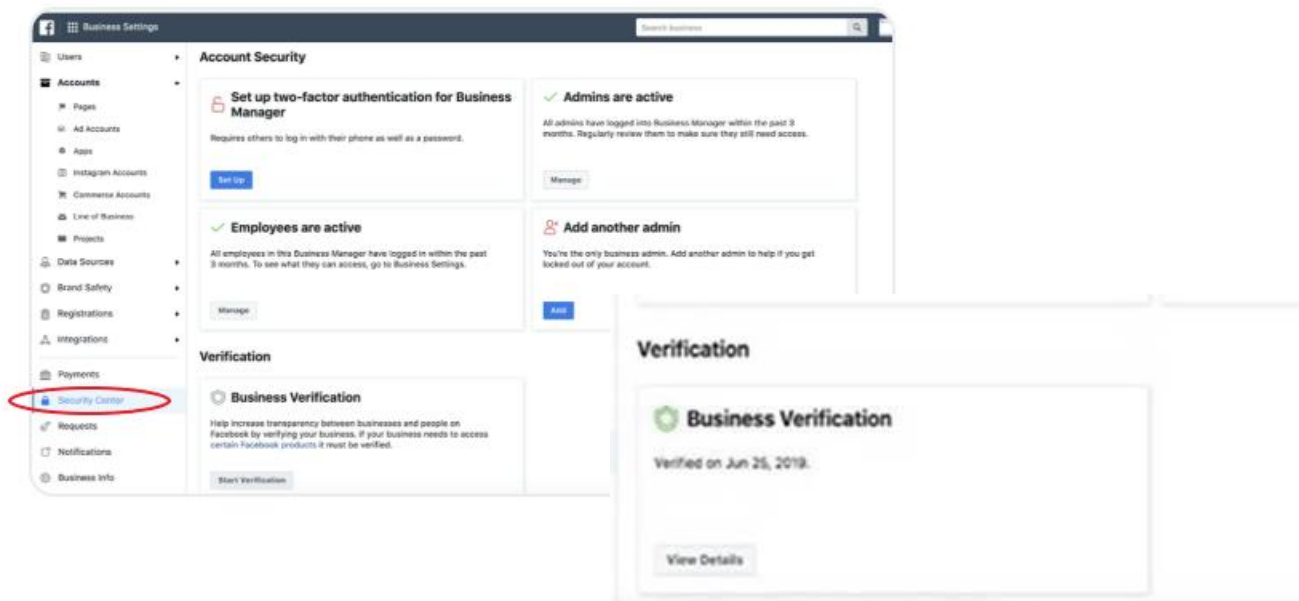 f
Business Settings
Search business
Users
Accounts
Pages
Ad Accounts
Apps
Instagram Accounts
Commerce Accounts
Line of Business
Projects
Data Sources
Brand Safety
Registrations
Integrations
Payments
Security Center
Requests
Notifications
Business Info
Account Security
Set up two-factor authentication for Business
Manager
Requires others to log in with their phone as well as a password.
Set Up
Admins are active
All admins have logged into Business Manager within the past 3
months. Regularly review them to make sure they still need access.
Manage
Employees are active
All employees in this Business Manager have logged in within the past
3 months. To see what they can access, go to Business Settings.
Manage
Add another admin
You're the only business admin. Add another admin to help if you get
locked out of your account.
Add
Verification
Business Verification
Help increase transparency between businesses and people on
Facebook by verifying your business. If your business needs to access
certain Facebook products it must be verified.
Start Verification
Verification
Business Verification
Verified on Jun 25, 2019.
View Details